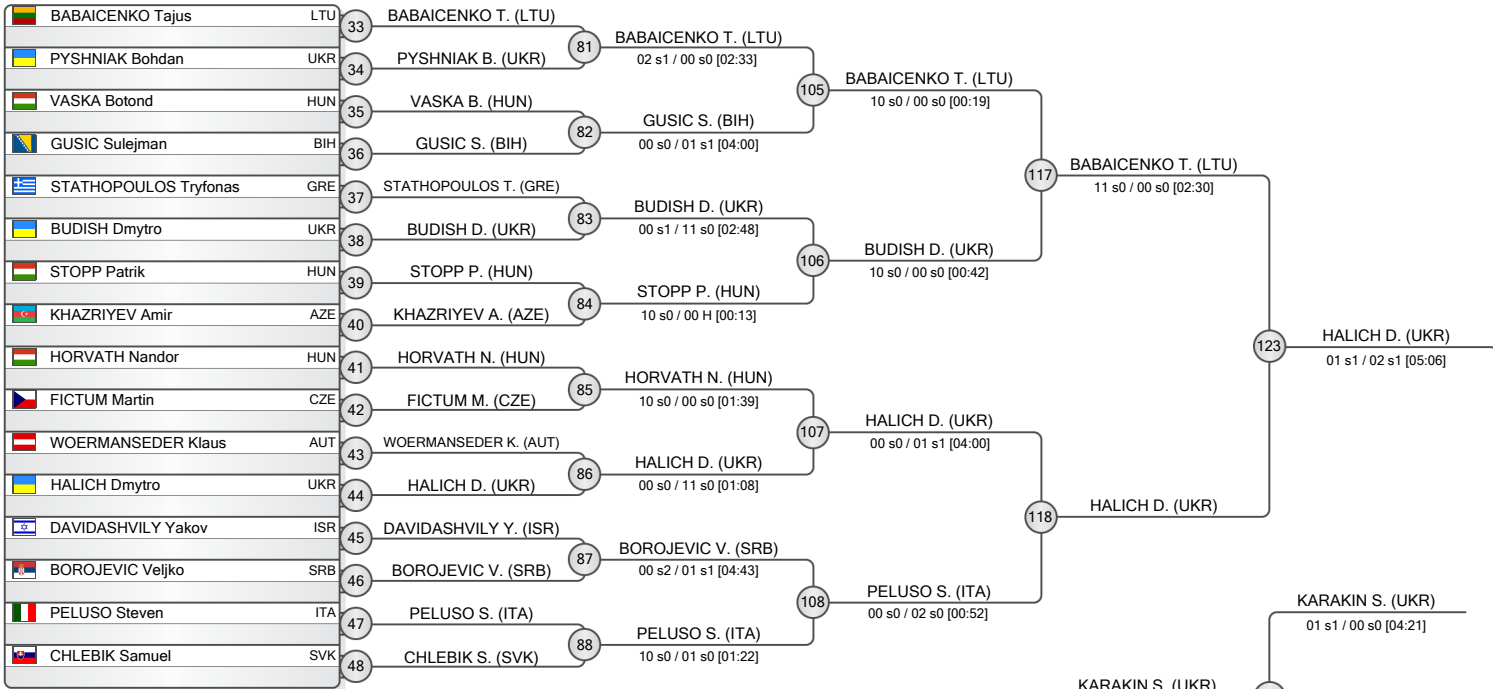 BABAICENKO Tajus LTU
PYSHNIAK Bohdan UKR
VASKA Botond HUN
GUSIC Sulejman BIH
STATHOPOULOS Tryfonas GRE
BUDISH Dmytro UKR
STOPP Patrik HUN
KHAZRIYEV Amir AZE
HORVATH Nandor HUN
FICTUM Martin CZE
WOERMANSEDER Klaus AUT
HALICH Dmytro UKR
DAVIDASHVILY Yakov ISR
BOROJEVIC Veljko SRB
PELUSO Steven ITA
CHLEBIK Samuel SVK
33 BABAICENKO T. (LTU)
34 PYSHNIAK B. (UKR)
35 VASKA B. (HUN)
36 GUSIC S. (BIH)
37 STATHOPOULOS T. (GRE)
38 BUDISH D. (UKR)
39 STOPP P. (HUN)
40 KHAZRIYEV A. (AZE)
41 HORVATH N. (HUN)
42 FICTUM M. (CZE)
43 WOERMANSEDER K. (AUT)
44 HALICH D. (UKR)
45 DAVIDASHVILY Y. (ISR)
46 BOROJEVIC V. (SRB)
47 PELUSO S. (ITA)
48 CHLEBIK S. (SVK)
81 BABAICENKO T. (LTU)
02 s1 / 00 s0 [02:33]
82 GUSIC S. (BIH)
00 s0 / 01 s1 [04:00]
83 BUDISH D. (UKR)
00 s1 / 11 s0 [02:48]
84 STOPP P. (HUN)
10 s0 / 00 H [00:13]
85 HORVATH N. (HUN)
10 s0 / 00 s0 [01:39]
86 HALICH D. (UKR)
00 s0 / 11 s0 [01:08]
87 BOROJEVIC V. (SRB)
00 s2 / 01 s1 [04:43]
88 PELUSO S. (ITA)
10 s0 / 01 s0 [01:22]
105 BABAICENKO T. (LTU)
10 s0 / 00 s0 [00:19]
106 BUDISH D. (UKR)
10 s0 / 00 s0 [00:42]
107 HALICH D. (UKR)
00 s0 / 01 s1 [04:00]
108 PELUSO S. (ITA)
00 s0 / 02 s0 [00:52]
117 BABAICENKO T. (LTU)
11 s0 / 00 s0 [02:30]
118 HALICH D. (UKR)
123 HALICH D. (UKR)
01 s1 / 02 s1 [05:06]
KARAKIN S. (UKR)
01 s1 / 00 s0 [04:21]
KARAKIN S. (UKR)